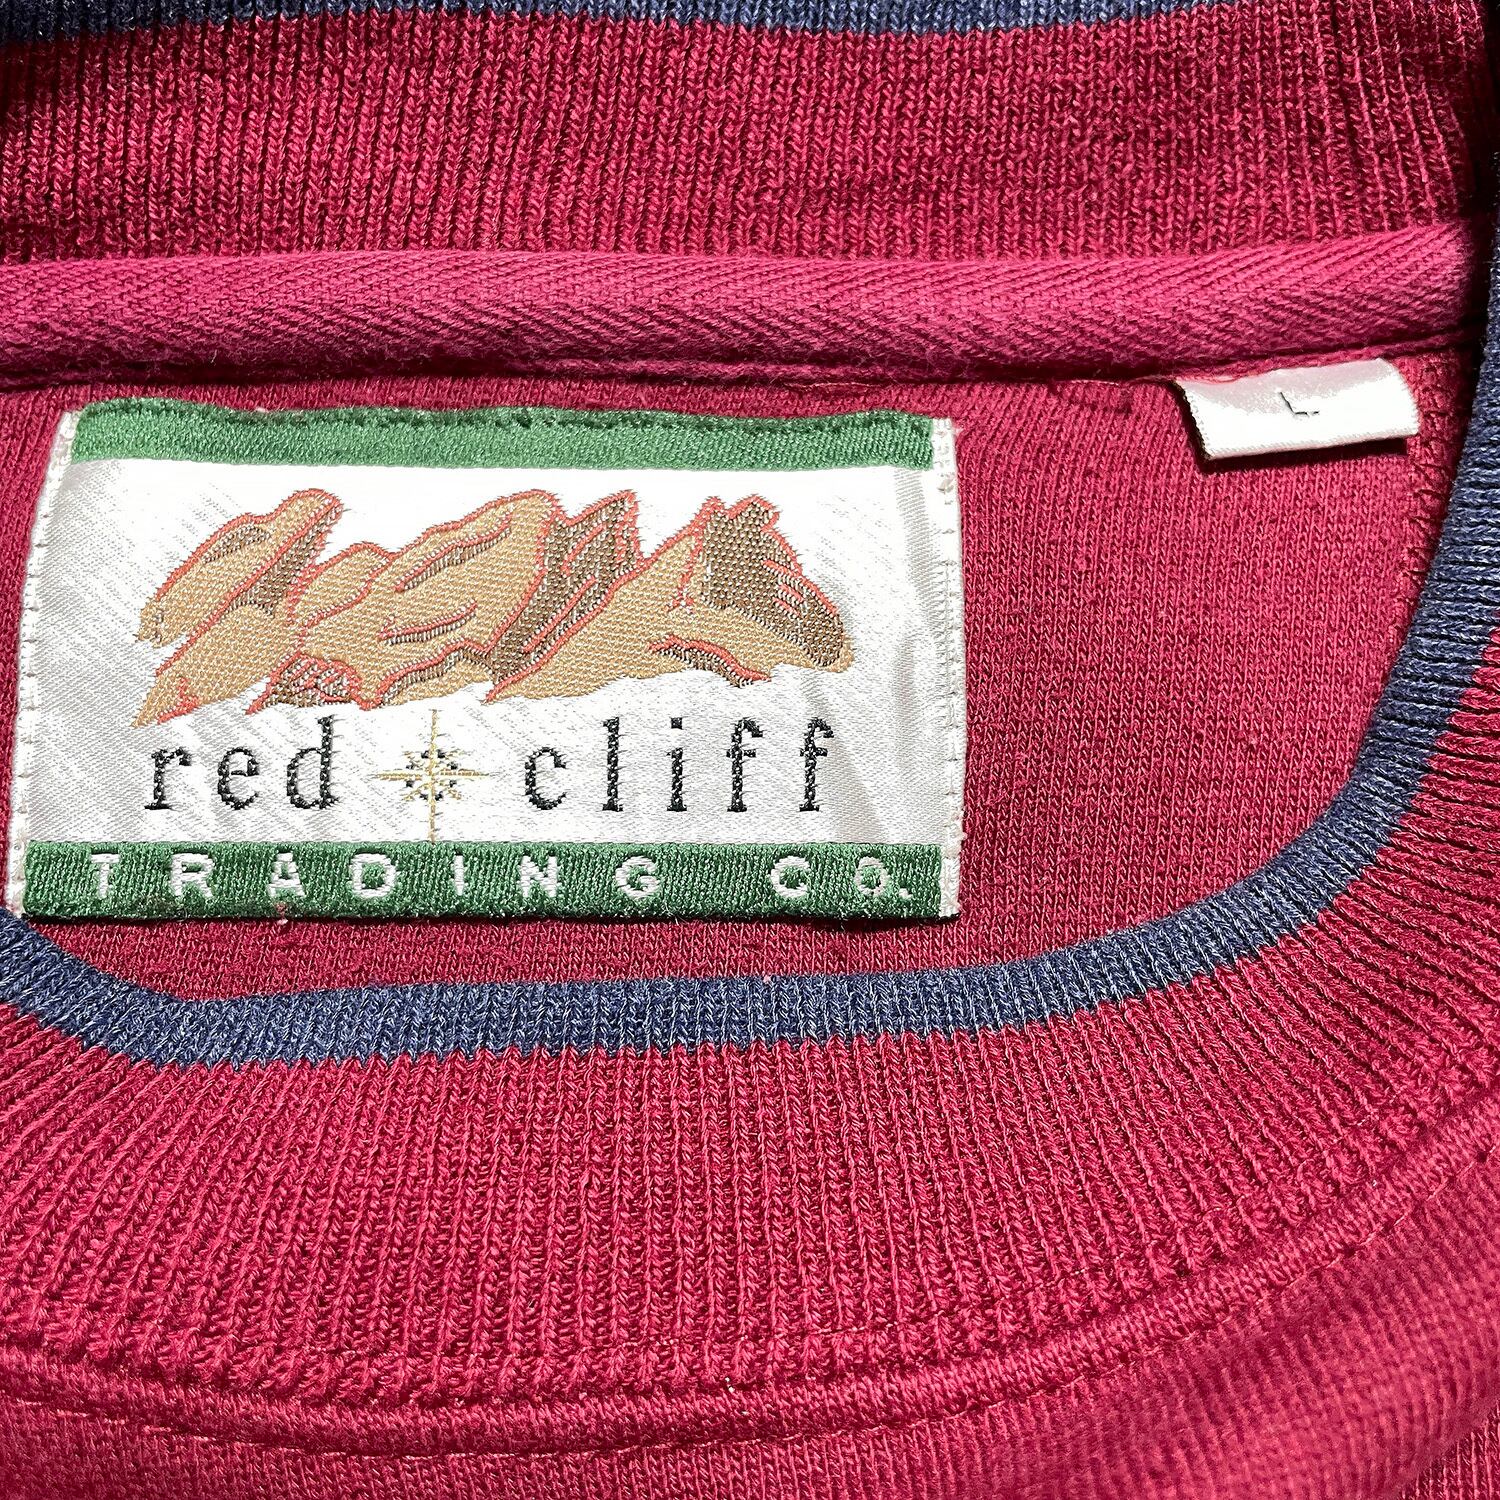 L
red cliff
TRADING CO.